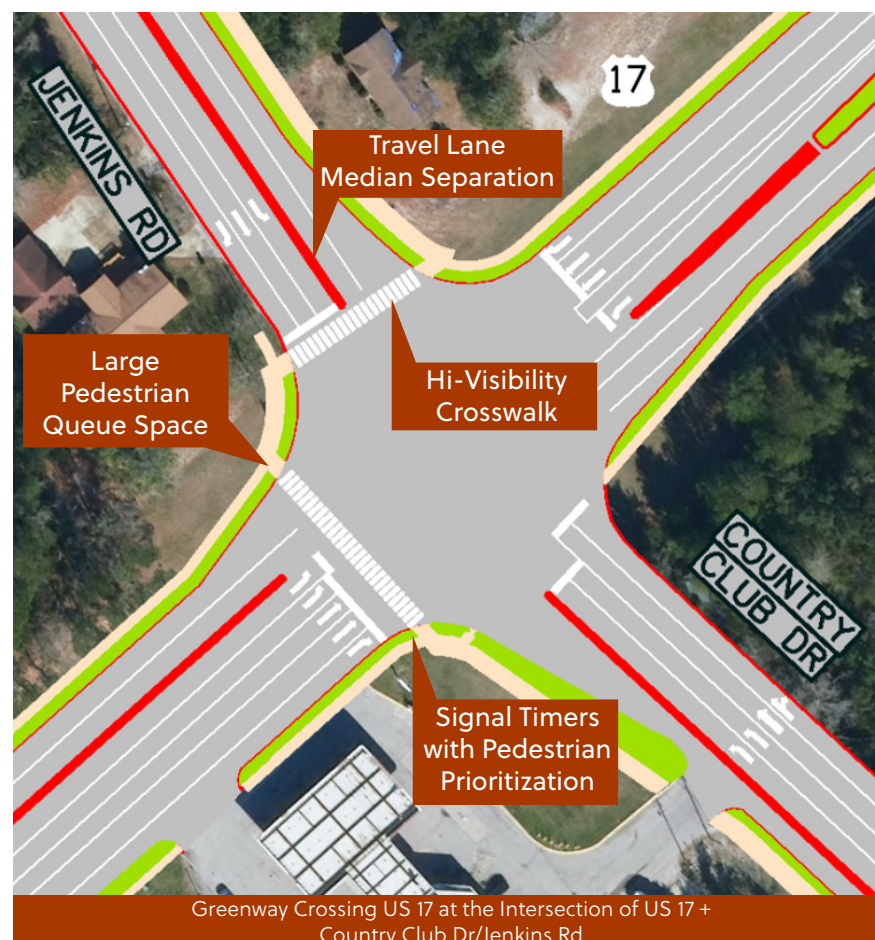 17
JENKINS RD
Travel Lane
Median Separation
Large
Pedestrian
Queue Space
Hi-Visibility
Crosswalk
COUNTRY
CLUB DR
Signal Timers
with Pedestrian
Prioritization
Greenway Crossing US 17 at the Intersection of US 17 +
Country Club Dr/Jenkins Rd